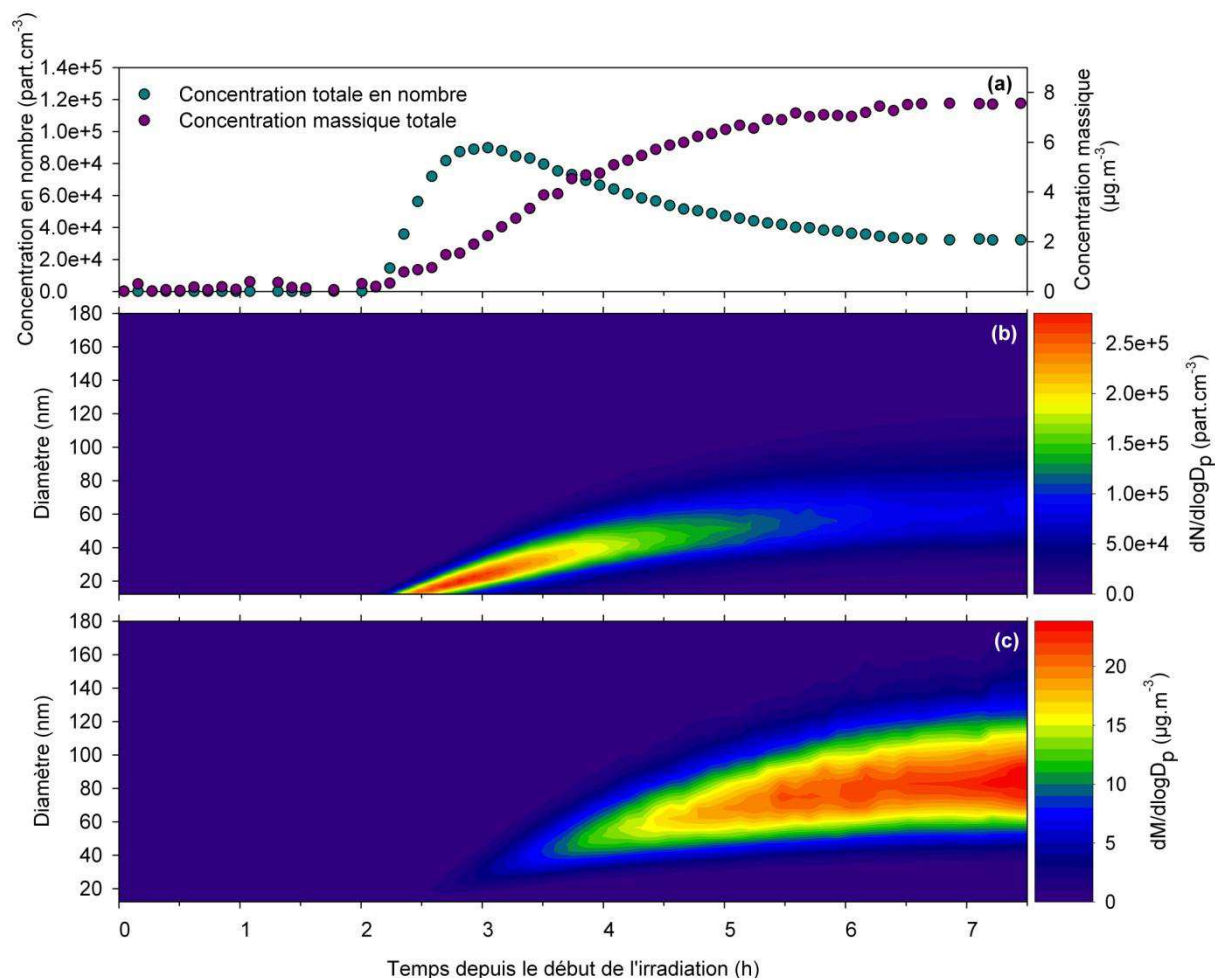 Concentration en nombre (part.cm-3)
1.4e+5
1.2e+5
1.0e+5
8.0e+4
6.0e+4
4.0e+4
2.0e+4
0.0
Concentration totale en nombre
Concentration massique totale
(a)
8
6
4
2
0
Concentration massique
(µg.m-3)
Diamètre (nm)
180
160
140
120
100
80
60
40
20
(b)
2.5e+5
2.0e+5
1.5e+5
1.0e+5
5.0e+4
0.0
dN/dlogDp (part.cm-3)
Diamètre (nm)
180
160
140
120
100
80
60
40
20
(c)
20
15
10
5
0
dM/dlogDp (µg.m-3)
0 1 2 3 4 5 6 7
Temps depuis le début de l'irradiation (h)